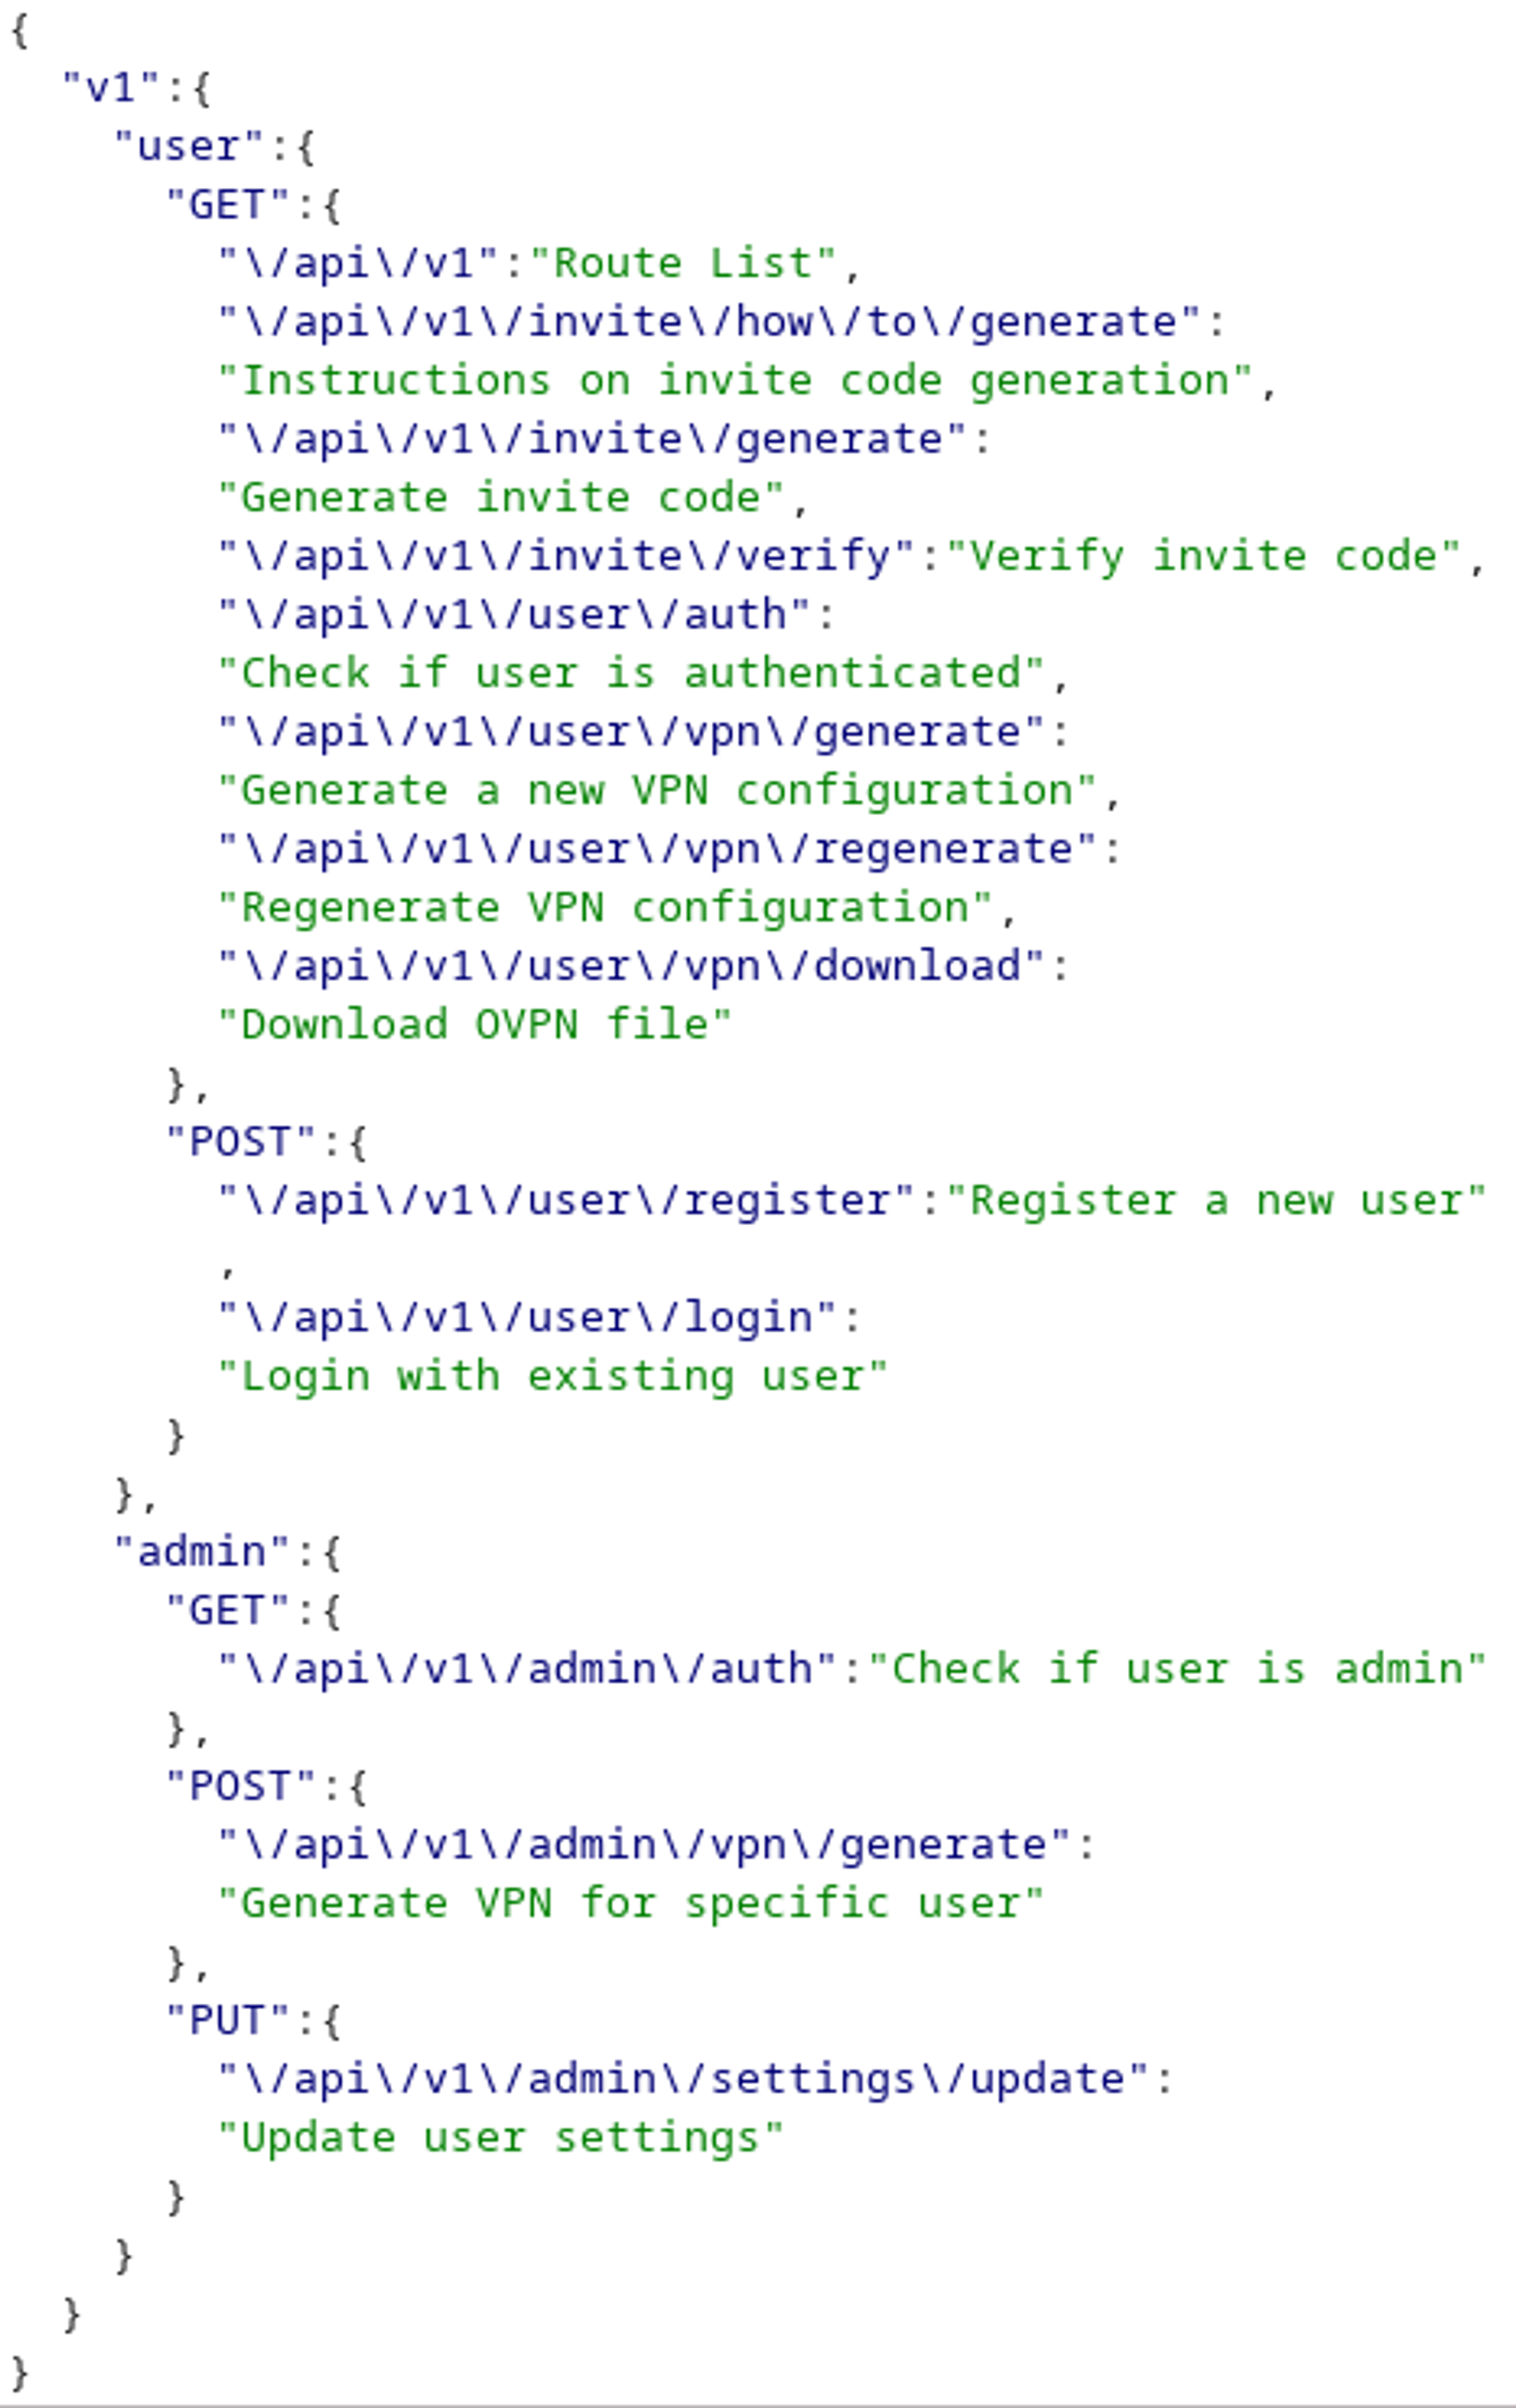 {
  "v1":{
    "user":{
      "GET":{
        "\/api\/v1":"Route List",
        "\/api\/v1\/invite\/how\/to\/generate":
        "Instructions on invite code generation",
        "\/api\/v1\/invite\/generate":
        "Generate invite code",
        "\/api\/v1\/invite\/verify":"Verify invite code",
        "\/api\/v1\/user\/auth":
        "Check if user is authenticated",
        "\/api\/v1\/user\/vpn\/generate":
        "Generate a new VPN configuration",
        "\/api\/v1\/user\/vpn\/regenerate":
        "Regenerate VPN configuration",
        "\/api\/v1\/user\/vpn\/download":
        "Download OVPN file"
      },
      "POST":{
        "\/api\/v1\/user\/register":"Register a new user"
        ,
        "\/api\/v1\/user\/login":
        "Login with existing user"
      }
    },
    "admin":{
      "GET":{
        "\/api\/v1\/admin\/auth":"Check if user is admin"
      },
      "POST":{
        "\/api\/v1\/admin\/vpn\/generate":
        "Generate VPN for specific user"
      },
      "PUT":{
        "\/api\/v1\/admin\/settings\/update":
        "Update user settings"
      }
    }
  }
}